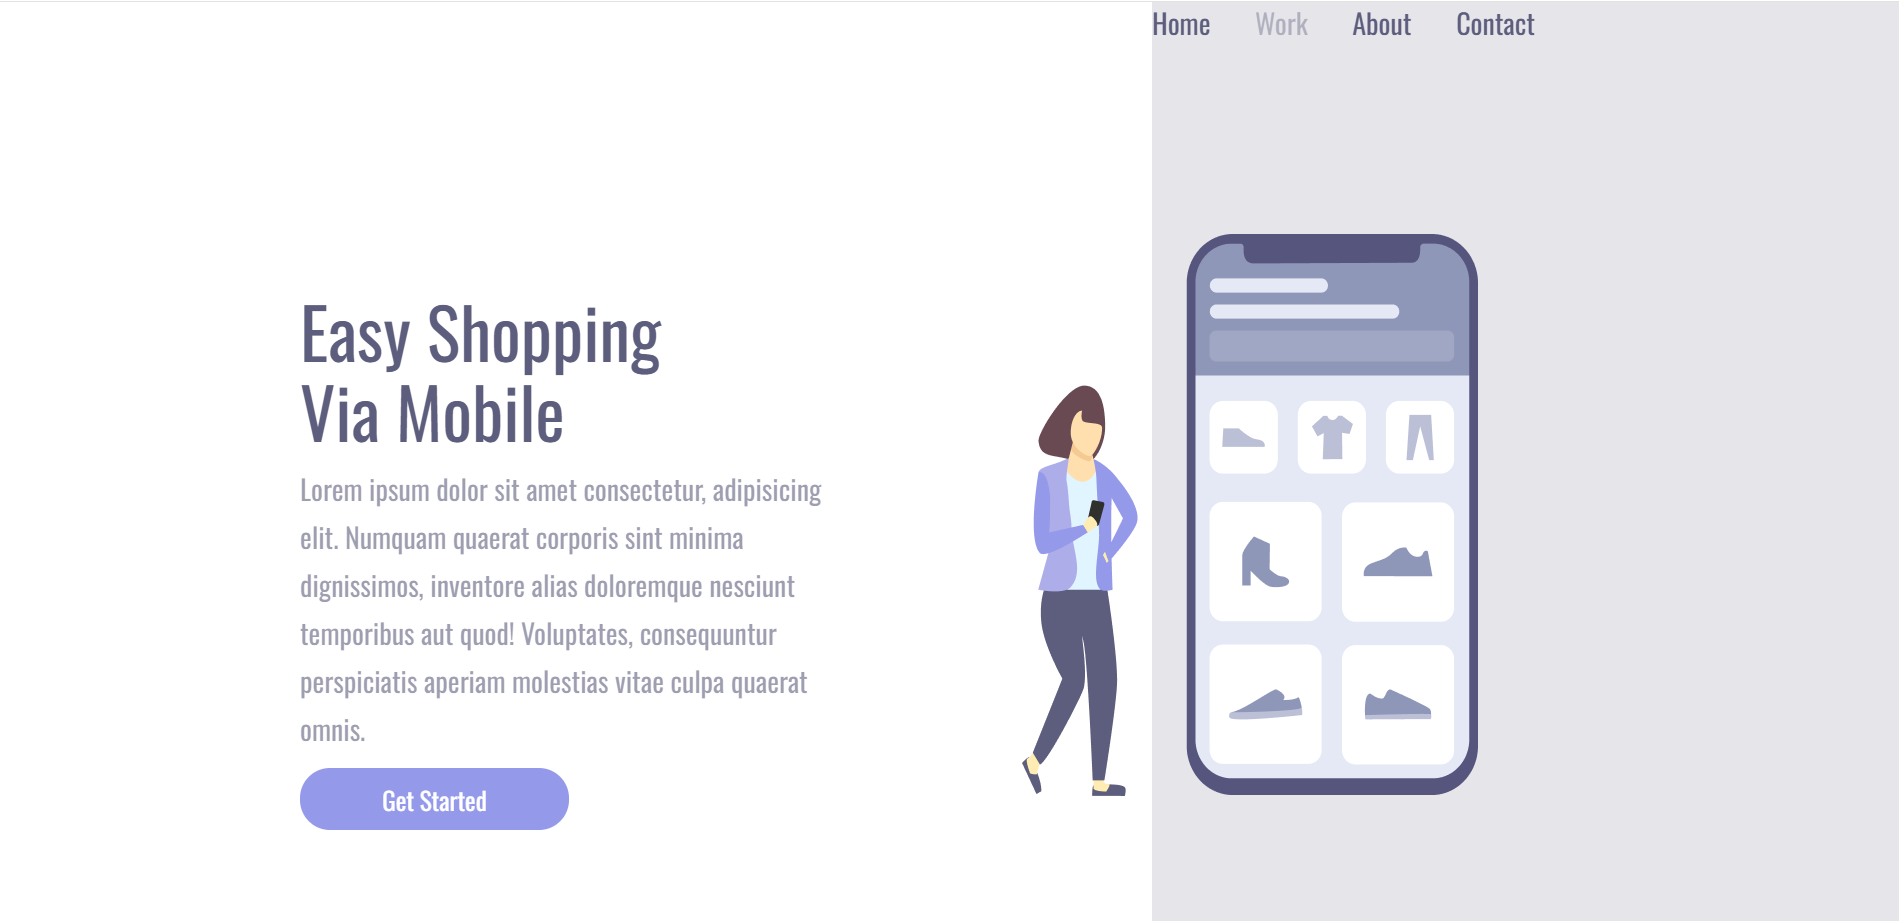 Home Work About Contact
Easy Shopping
Via Mobile
Lorem ipsum dolor sit amet consectetur, adipisicing
elit. Numquam quaerat corporis sint minima
dignissimos, inventore alias doloremque nesciunt
temporibus aut quod! Voluptates, consequuntur
perspiciatis aperiam molestias vitae culpa quaerat
omnis.
Get Started